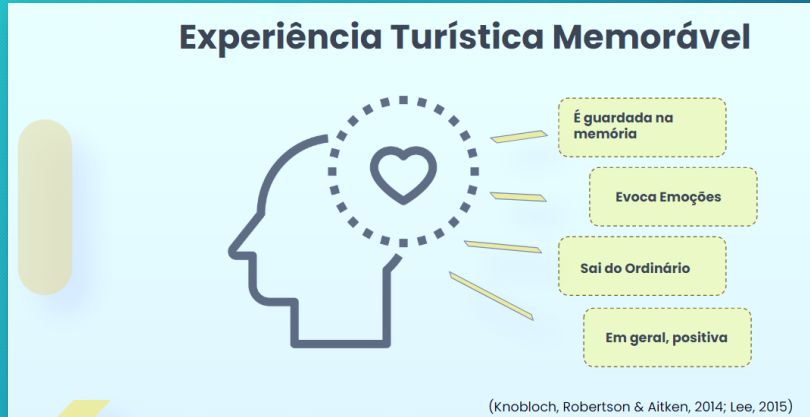 Experiência Turística Memorável
É guardada na
memória
Evoca Emoções
Sai do Ordinário
Em geral, positiva
(Knobloch, Robertson & Aitken, 2014; Lee, 2015)